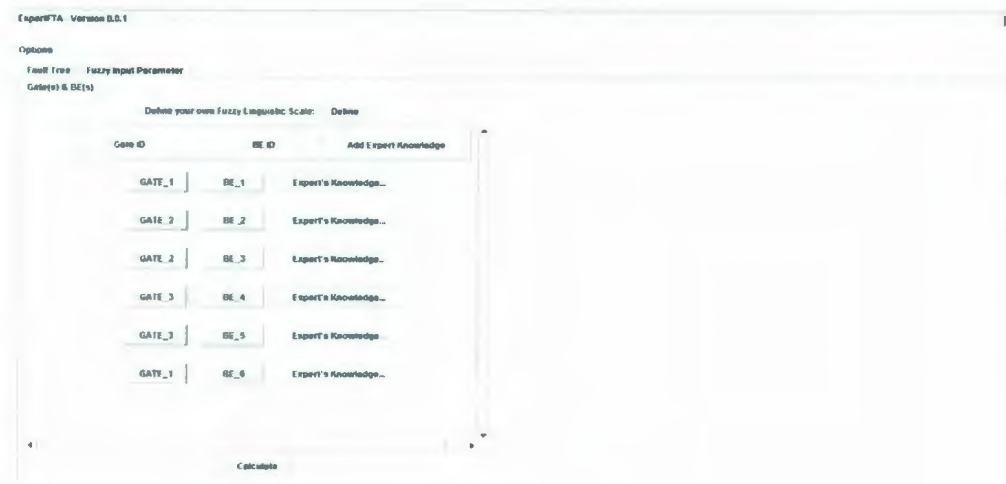 ExpertFTA Version 0.0.1
Options
Fault Tree Fuzzy Input Parameter
Gate(s) & BE(s)
Define your own Fuzzy Linguistic Scale: Define
Gate ID BE ID Add Expert Knowledge
GATE_1 BE_1 Expert's Knowledge...
GATE_2 BE_2 Expert's Knowledge...
GATE_2 BE_3 Expert's Knowledge...
GATE_3 BE_4 Expert's Knowledge...
GATE_3 BE_5 Expert's Knowledge...
GATE_1 BE_6 Expert's Knowledge...
Calculate